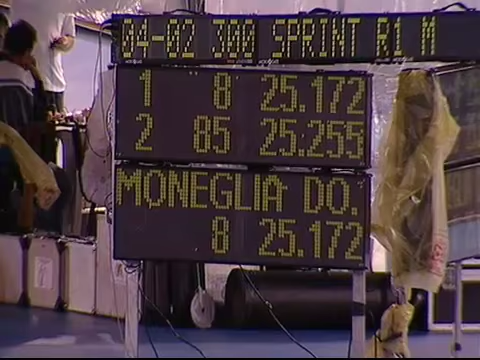 04-02 300 SPRINT R1 M
1 8 25.172
2 85 25.255
MONEGLIA DO.
8 25.172